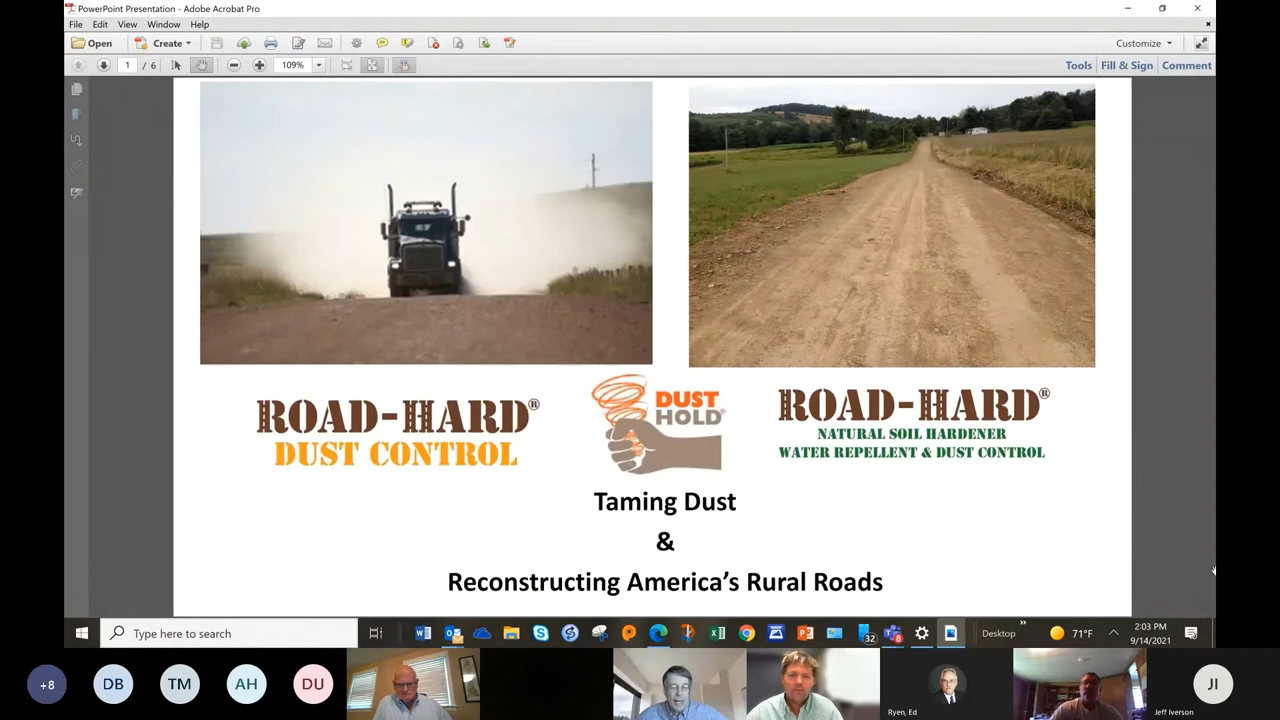 PowerPoint Presentation - Adobe Acrobat Pro
File Edit View Window Help
Open Create Customize
1 / 6 109% Tools Fill & Sign Comment
ROAD-HARD®
DUST CONTROL
DUST
HOLD®
ROAD-HARD®
NATURAL SOIL HARDENER
WATER REPELLENT & DUST CONTROL
Taming Dust
&
Reconstructing America's Rural Roads
Type here to search
32
8
Desktop
71°F
2:03 PM
9/14/2021
+8 DB TM AH DU JI
Ryen, Ed
Jeff Iverson